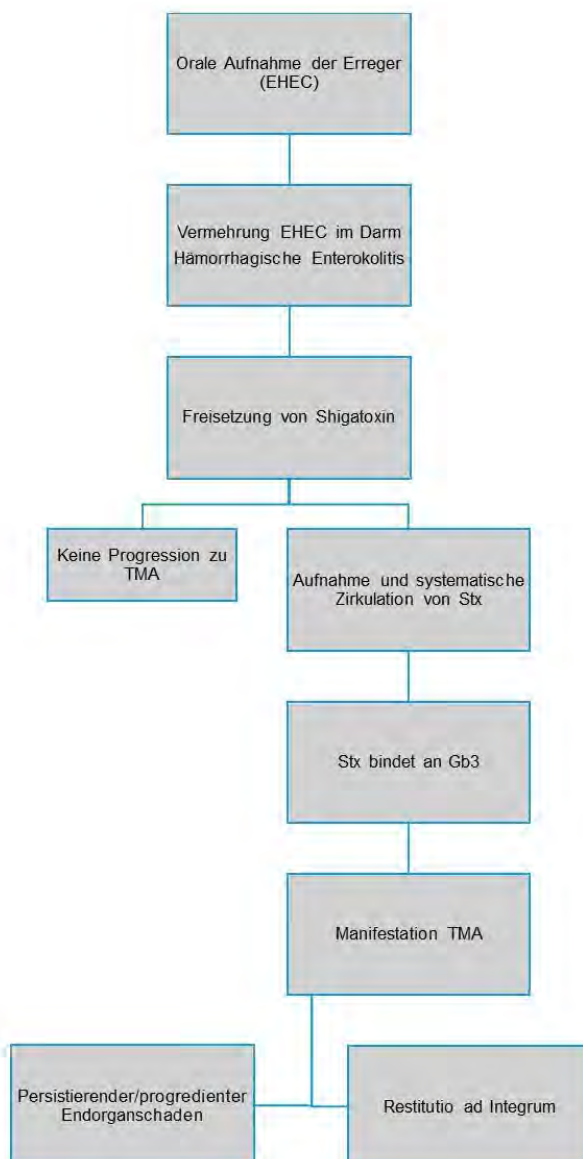 Orale Aufnahme der Erreger
(EHEC)
Vermehrung EHEC im Darm
Hämorrhagische Enterokolitis
Freisetzung von Shigatoxin
Keine Progression zu
TMA
Aufnahme und systematische
Zirkulation von Stx
Stx bindet an Gb3
Manifestation TMA
Persistierender/progredienter
Endorganschaden
Restitutio ad Integrum